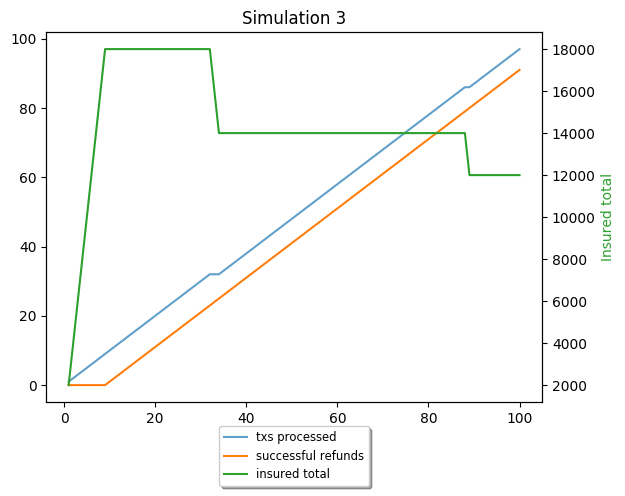 Simulation 3
100
80
60
40
20
0
18000
16000
14000
12000
10000
8000
6000
4000
2000
Insured total
0 20 40 60 80 100
txs processed
successful refunds
insured total